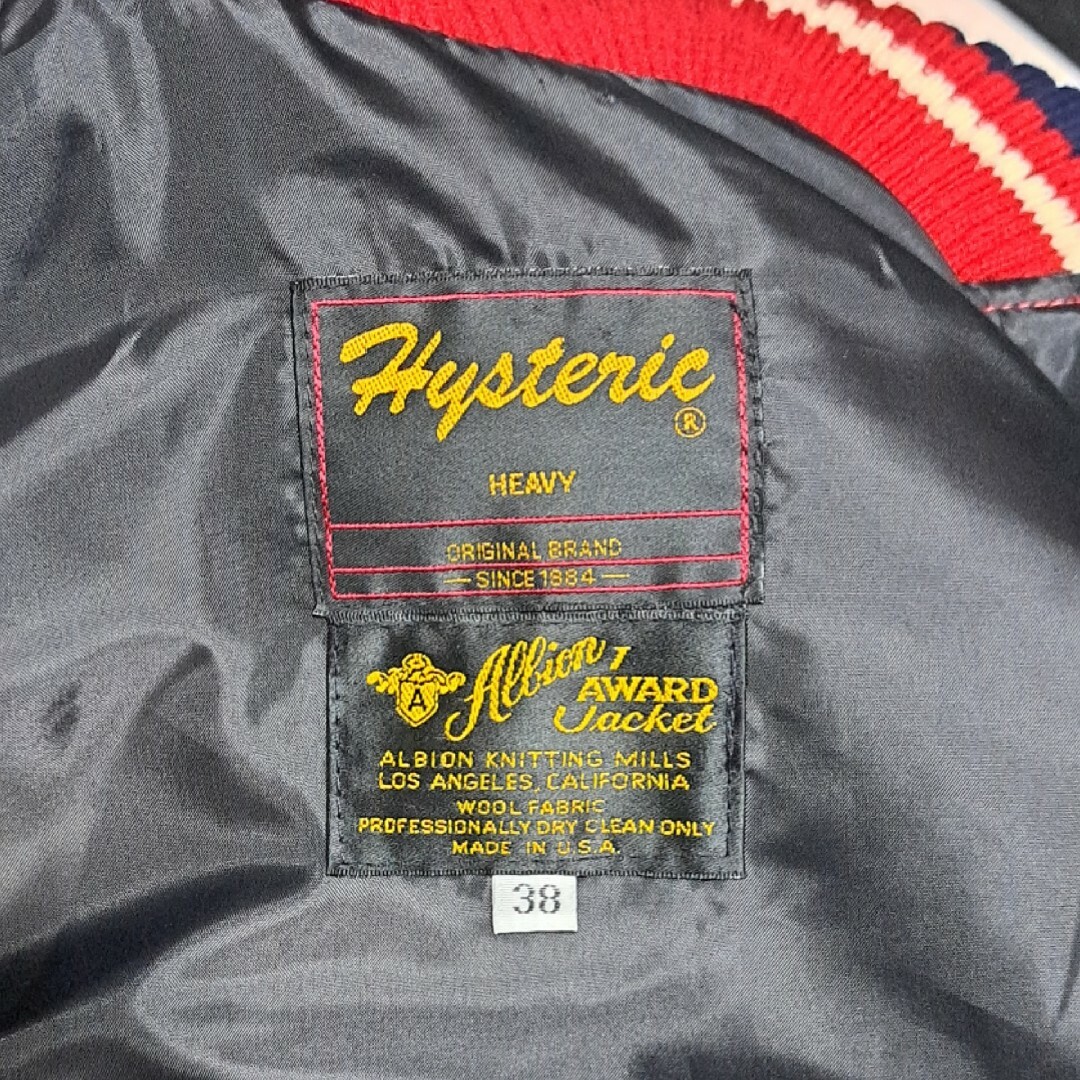 Hysteric
®
HEAVY
ORIGINAL BRAND
— SINCE 1984 —
A
Albion I
AWARD
Jacket
ALBION KNITTING MILLS
LOS ANGELES, CALIFORNIA
WOOL FABRIC
PROFESSIONALLY DRY CLEAN ONLY
MADE IN U.S.A.
38